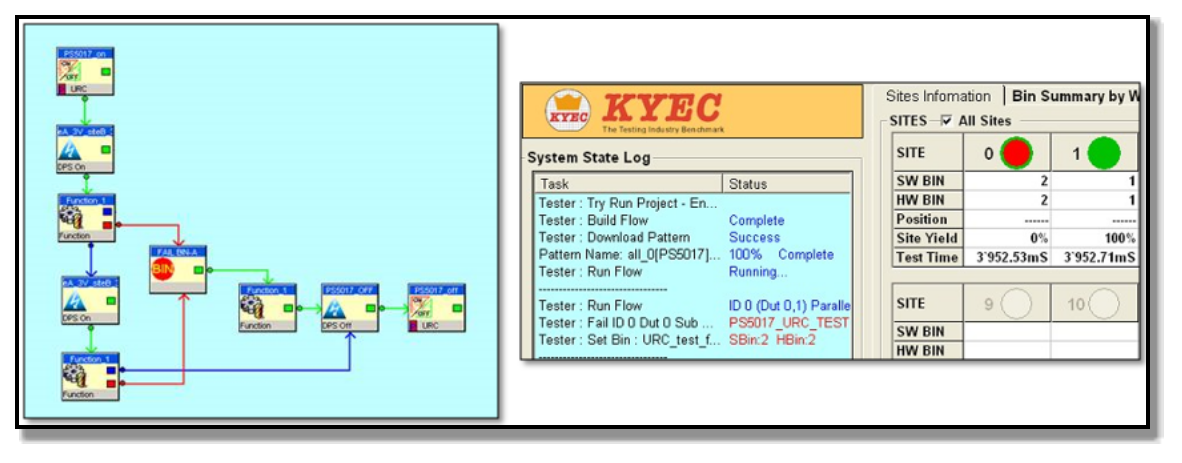 PS5017_on
ON
OFF
URC
eA_3V_siteB_
DPS On
Function_1
Function
FAIL_BIN-A
BIN
eA_3V_siteB_
DPS On
Function_1
Function
PS5017_OFF
DPS Off
PS5017_off
ON
OFF
URC
Function_1
Function
KYEC
KYEC
The Testing Industry Benchmark
System State Log
Task Status
Tester : Try Run Project - En...
Tester : Build Flow Complete
Tester : Download Pattern Success
Pattern Name: all_0[PS5017]... 100% Complete
Tester : Run Flow Running...
--------------------------------
Tester : Run Flow ID 0 (Dut 0,1) Paralle
Tester : Fail ID 0 Dut 0 Sub ... PS5017_URC_TEST
Tester : Set Bin : URC_test_f... SBin:2 HBin:2
--------------------------------
Sites Infomation Bin Summary by W
SITES All Sites
SITE 0 1
SW BIN 2 1
HW BIN 2 1
Position ------ ------
Site Yield 0% 100%
Test Time 3`952.53mS 3`952.71mS
SITE 9 10
SW BIN
HW BIN